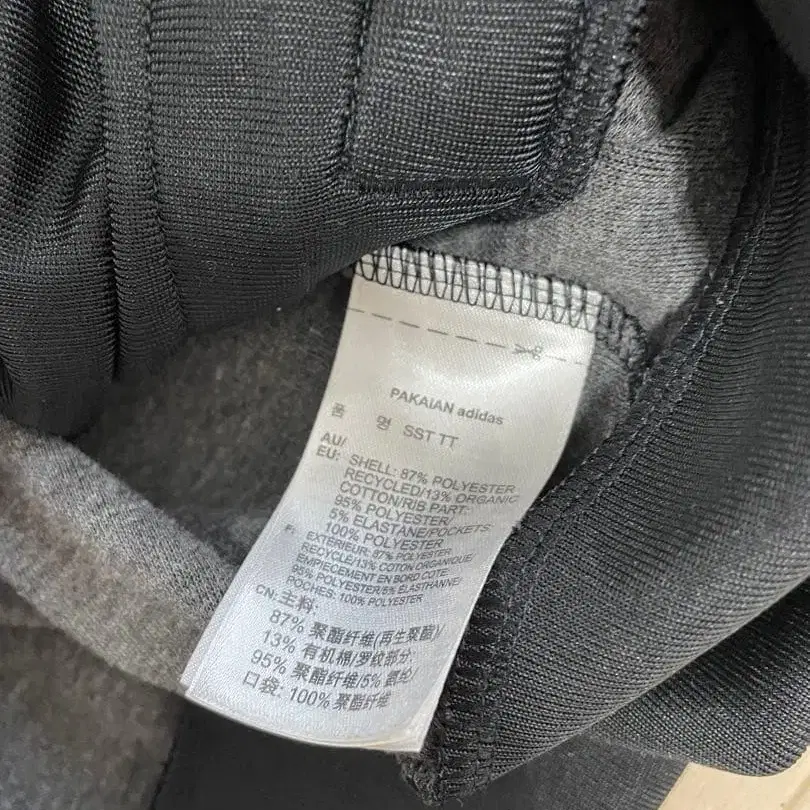 PAKAIAN adidas
품 명 SST TT
AU/
EU: SHELL: 87% POLYESTER
RECYCLED/13% ORGANIC
COTTON/RIB PART:
95% POLYESTER/
5% ELASTANE/POCKETS:
100% POLYESTER
F: EXTÉRIEUR: 87% POLYESTER
RECYCLÉ/13% COTON ORGANIQUE/
EMPIECEMENT EN BORD COTE:
95% POLYESTER/5% ÉLASTHANNE/
POCHES: 100% POLYESTER
CN: 主料:
87% 聚酯纤维(再生聚酯)/
13% 有机棉/罗纹部分:
95% 聚酯纤维/5% 氨纶/
口袋: 100% 聚酯纤维